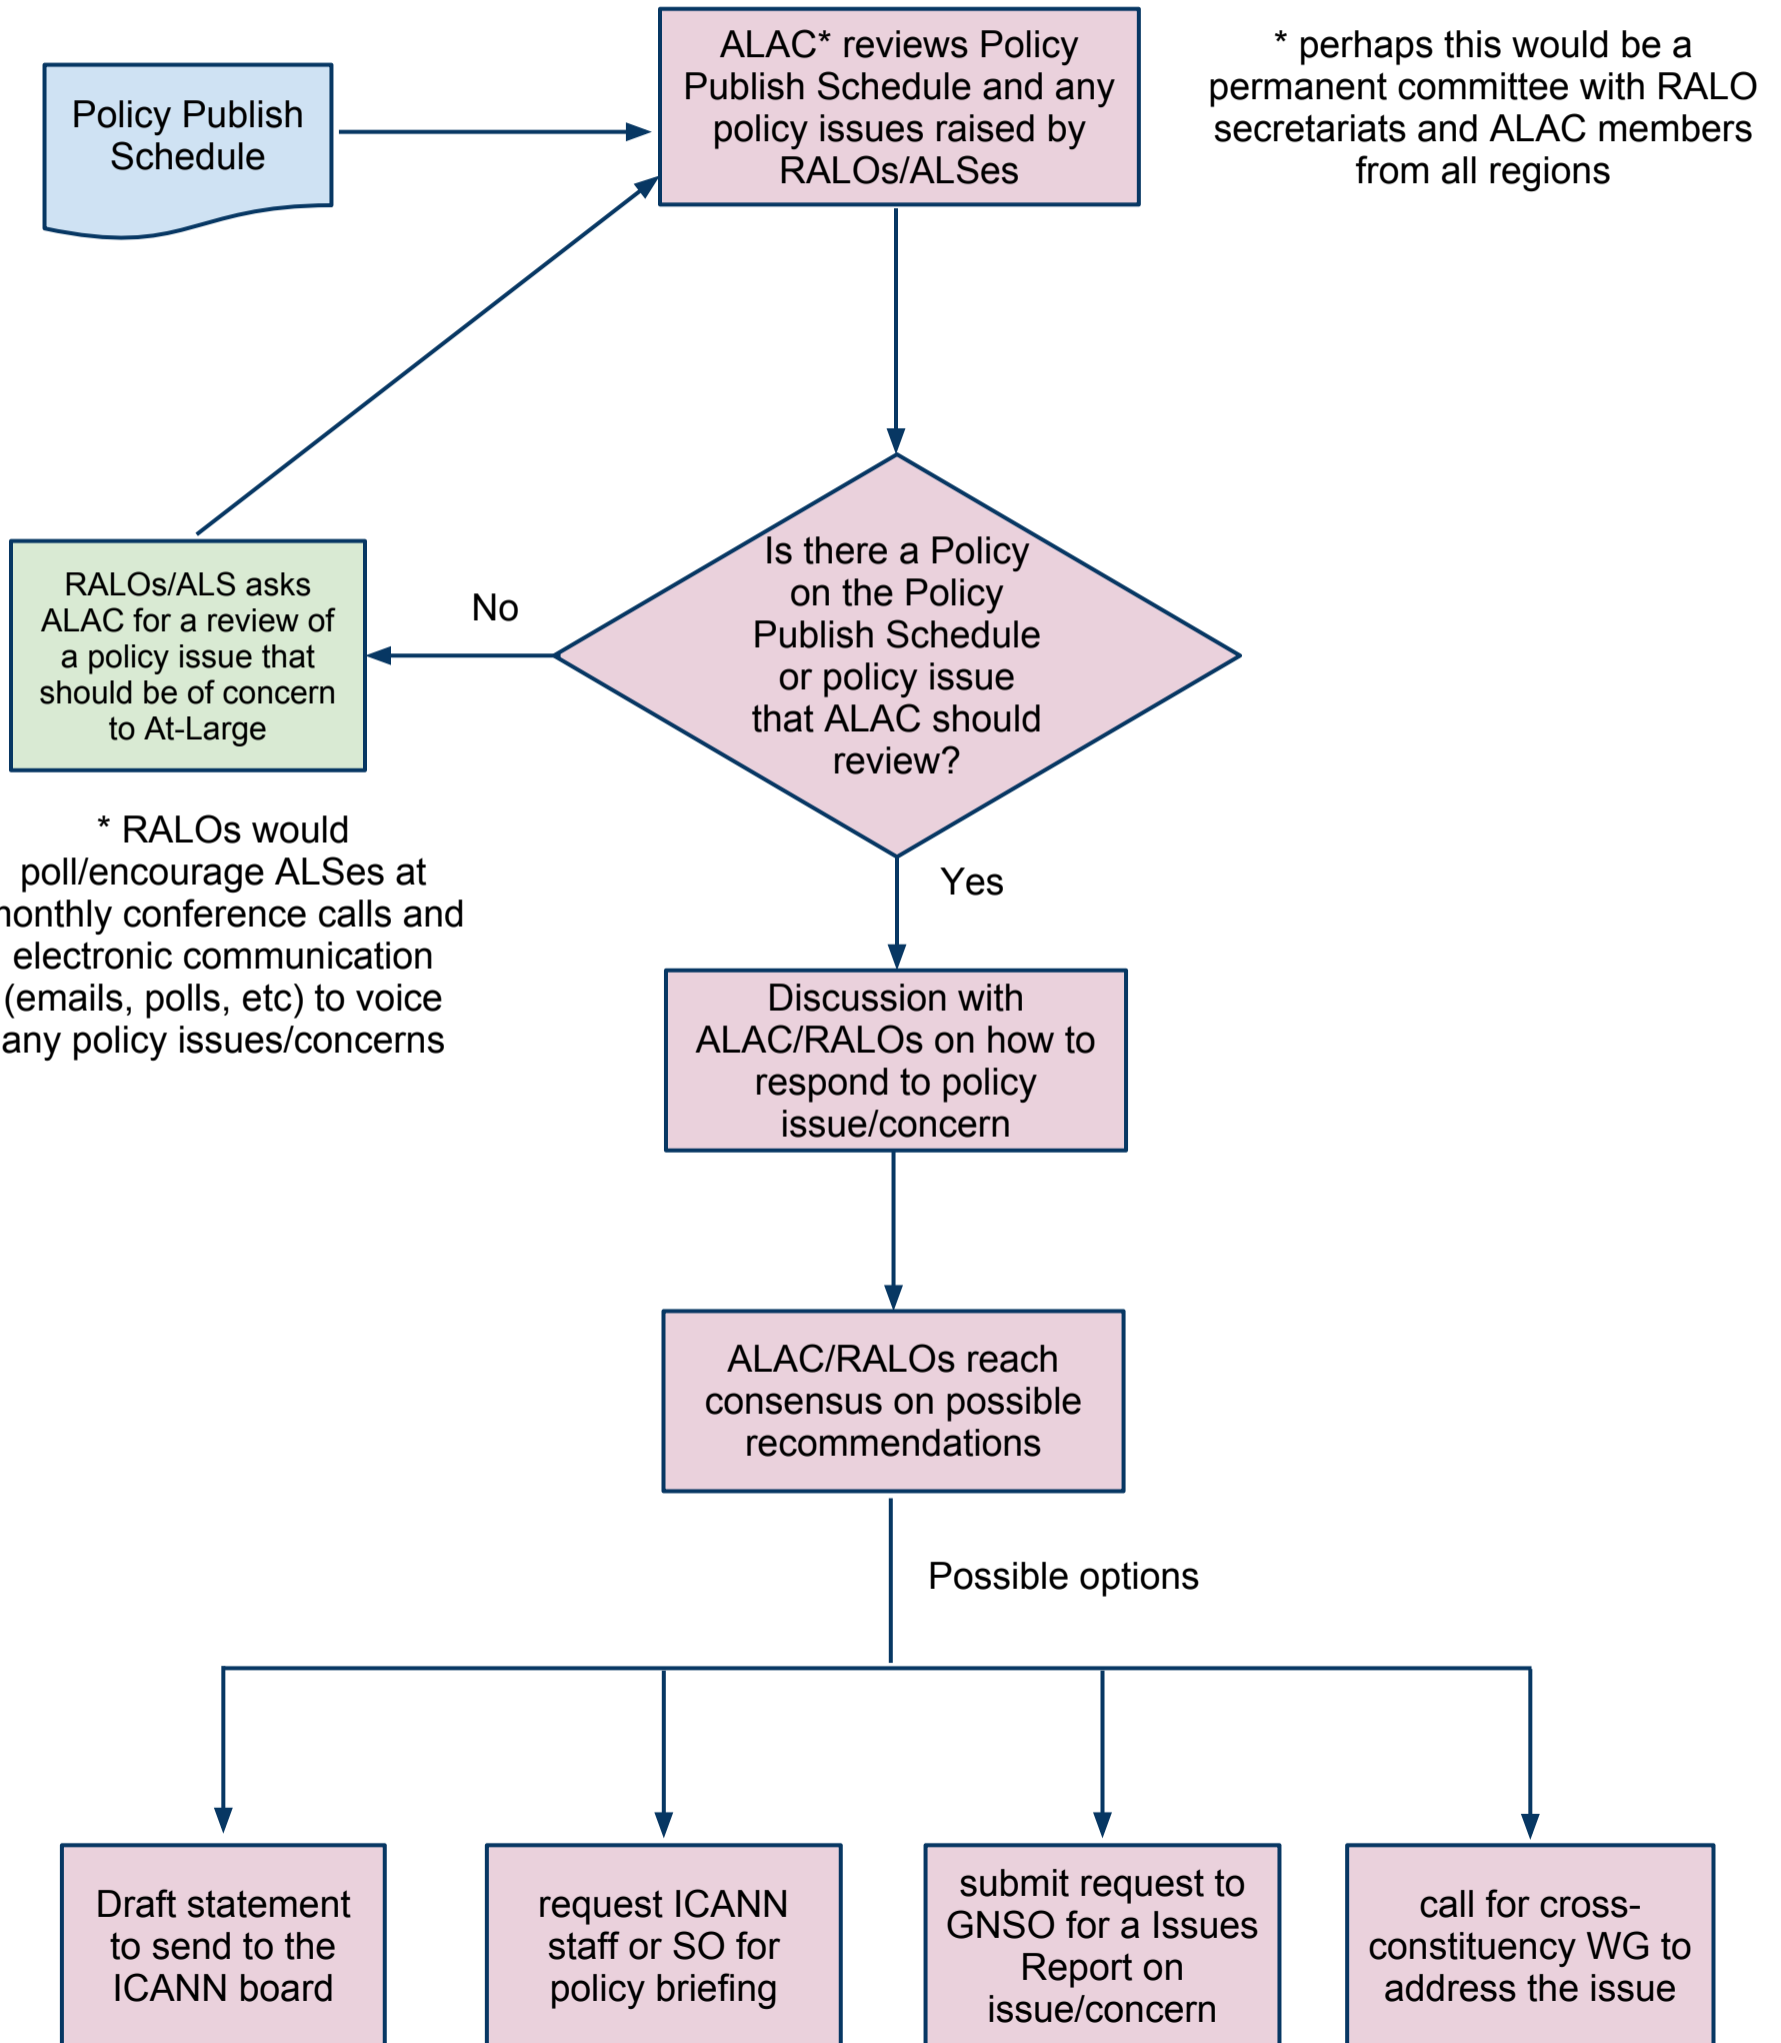 Policy Publish
Schedule
ALAC* reviews Policy
Publish Schedule and any
policy issues raised by
RALOs/ALSes
* perhaps this would be a
permanent committee with RALO
secretariats and ALAC members
from all regions
Is there a Policy
on the Policy
Publish Schedule
or policy issue
that ALAC should
review?
No
RALOs/ALS asks
ALAC for a review of
a policy issue that
should be of concern
to At-Large
* RALOs would
poll/encourage ALSes at
monthly conference calls and
electronic communication
(emails, polls, etc) to voice
any policy issues/concerns
Yes
Discussion with
ALAC/RALOs on how to
respond to policy
issue/concern
ALAC/RALOs reach
consensus on possible
recommendations
Possible options
Draft statement
to send to the
ICANN board
request ICANN
staff or SO for
policy briefing
submit request to
GNSO for a Issues
Report on
issue/concern
call for cross-
constituency WG to
address the issue